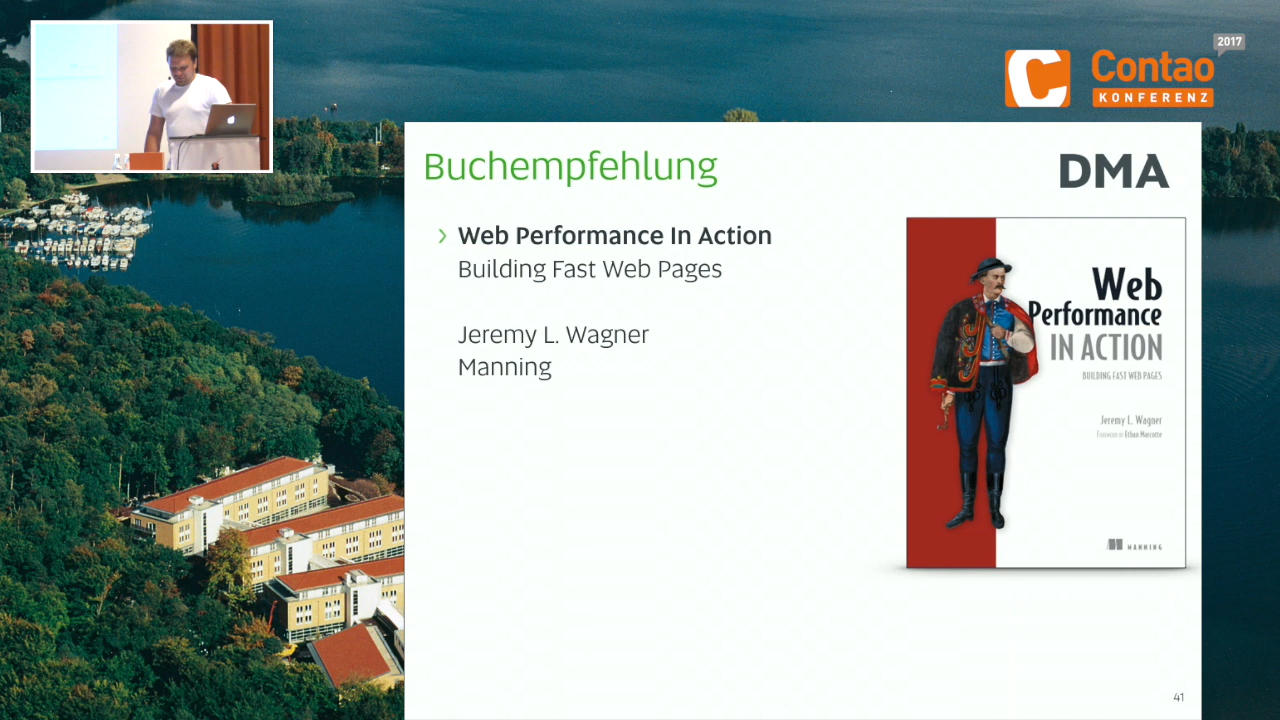 2017
Contao
KONFERENZ
Buchempfehlung
DMA
› Web Performance In Action
Building Fast Web Pages
Jeremy L. Wagner
Manning
Web
Performance
IN ACTION
BUILDING FAST WEB PAGES
Jeremy L. Wagner
Foreword by Ethan Marcotte
MANNING
41